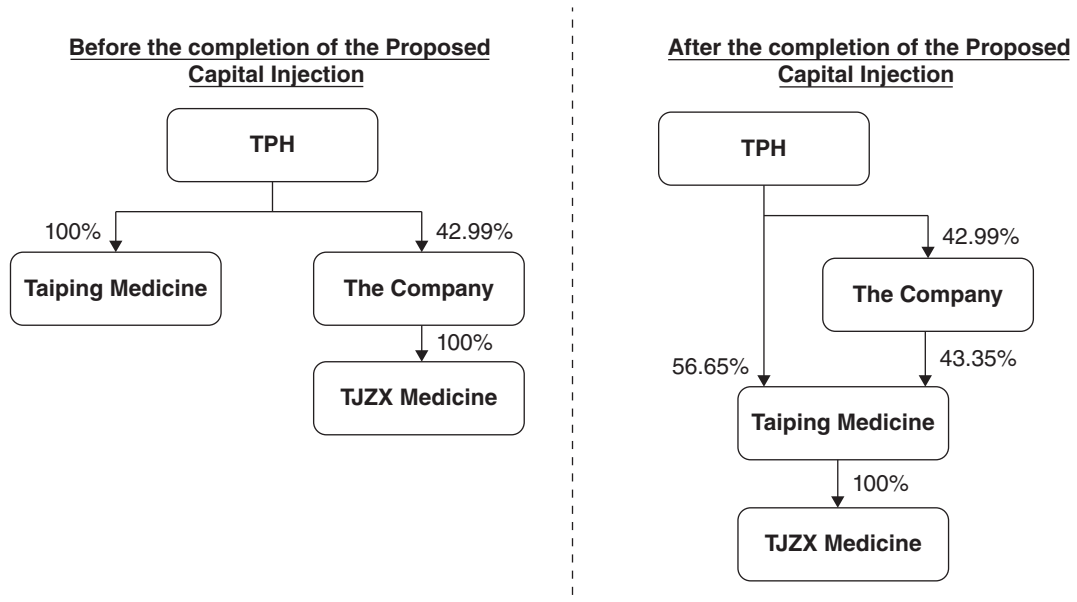 Before the completion of the Proposed
Capital Injection
TPH
100%
42.99%
Taiping Medicine
The Company
100%
TJZX Medicine
After the completion of the Proposed
Capital Injection
TPH
42.99%
The Company
56.65%
43.35%
Taiping Medicine
100%
TJZX Medicine